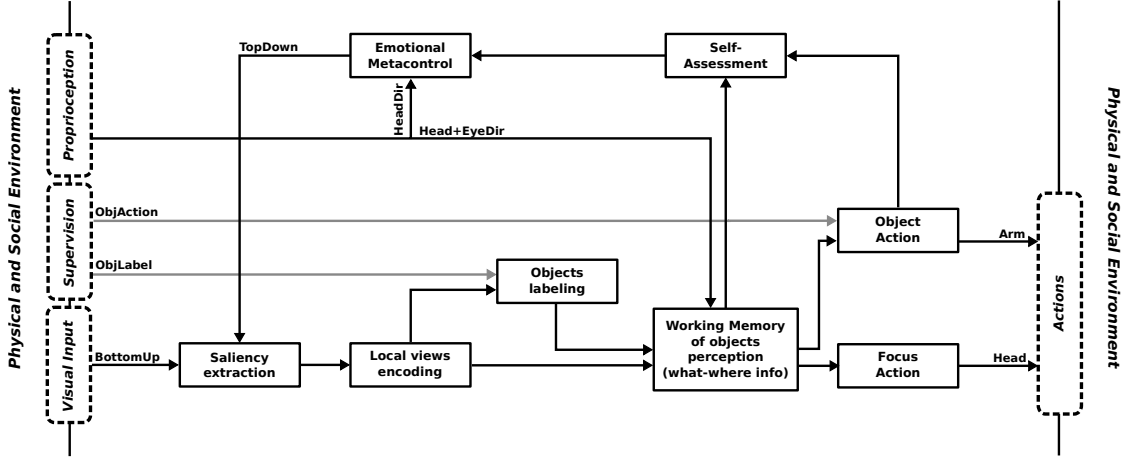 Physical and Social Environment
Proprioception
Supervision
Visual Input
TopDown
Emotional
Metacontrol
Self-
Assessment
HeadDir
Head+EyeDir
ObjAction
Object
Action
Arm
ObjLabel
Objects
labeling
BottomUp
Saliency
extraction
Local views
encoding
Working Memory
of objects
perception
(what-where info)
Focus
Action
Head
Actions
Physical and Social Environment